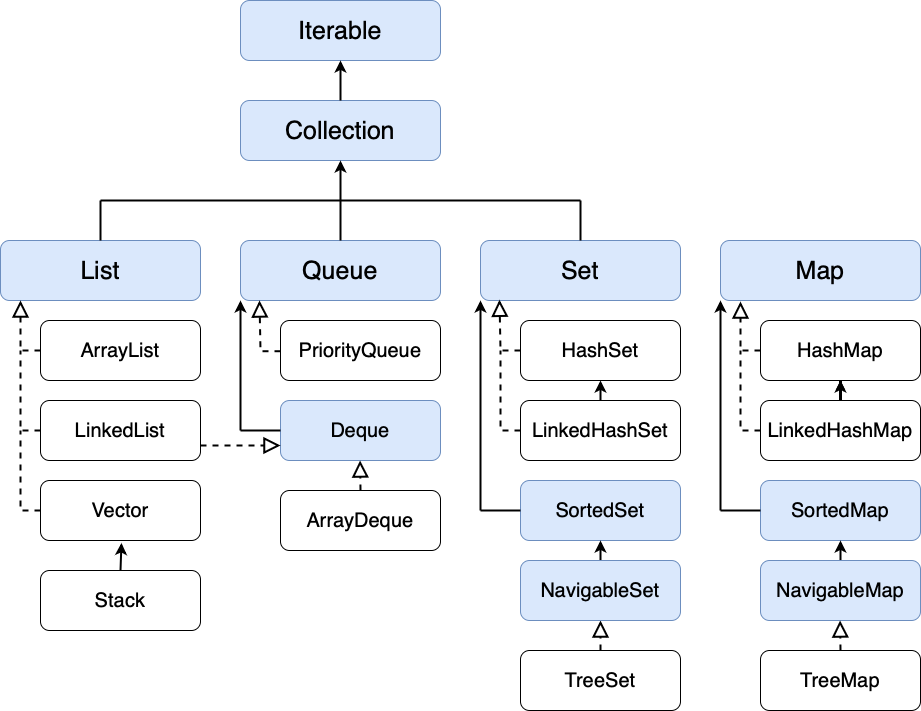 Iterable
Collection
List
Queue
Set
Map
ArrayList
PriorityQueue
HashSet
HashMap
LinkedList
Deque
LinkedHashSet
LinkedHashMap
Vector
ArrayDeque
SortedSet
SortedMap
Stack
NavigableSet
NavigableMap
TreeSet
TreeMap